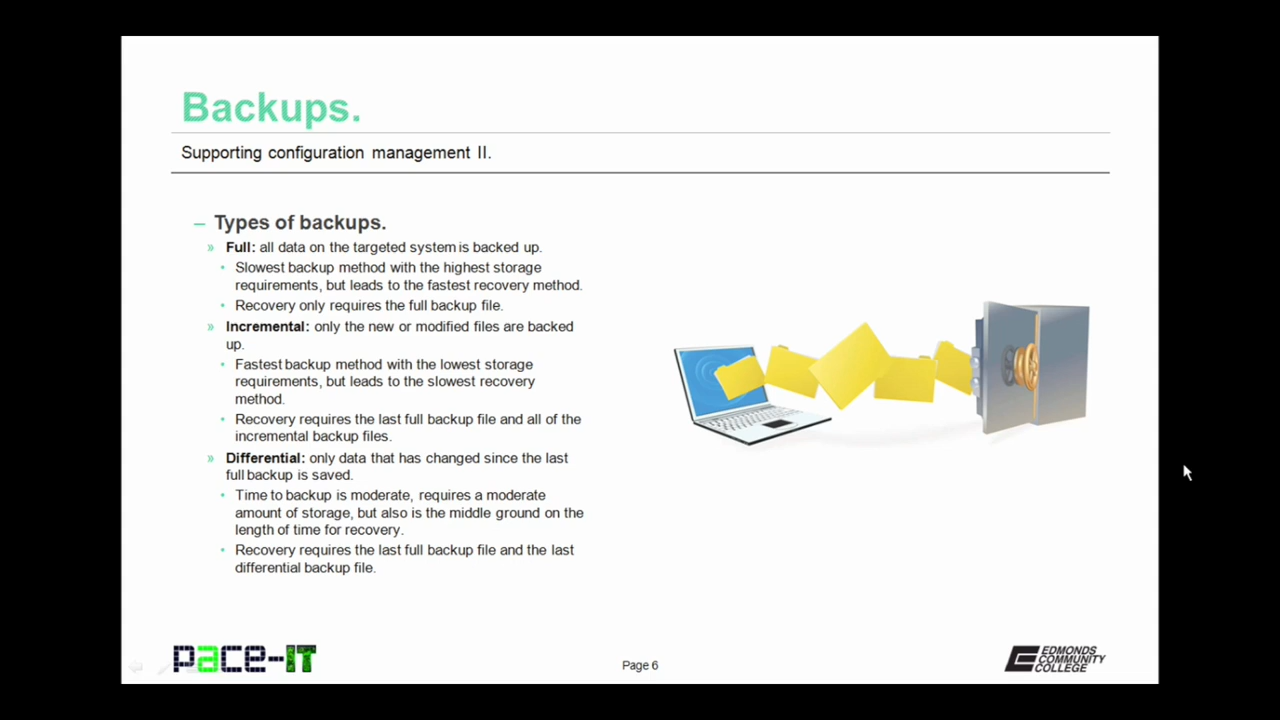 Backups.
Supporting configuration management II.
– Types of backups.
» Full: all data on the targeted system is backed up.
• Slowest backup method with the highest storage
requirements, but leads to the fastest recovery method.
• Recovery only requires the full backup file.
» Incremental: only the new or modified files are backed
up.
• Fastest backup method with the lowest storage
requirements, but leads to the slowest recovery
method.
• Recovery requires the last full backup file and all of the
incremental backup files.
» Differential: only data that has changed since the last
full backup is saved.
• Time to backup is moderate, requires a moderate
amount of storage, but also is the middle ground on the
length of time for recovery.
• Recovery requires the last full backup file and the last
differential backup file.
pace-IT
Page 6
EDMONDS
COMMUNITY
COLLEGE